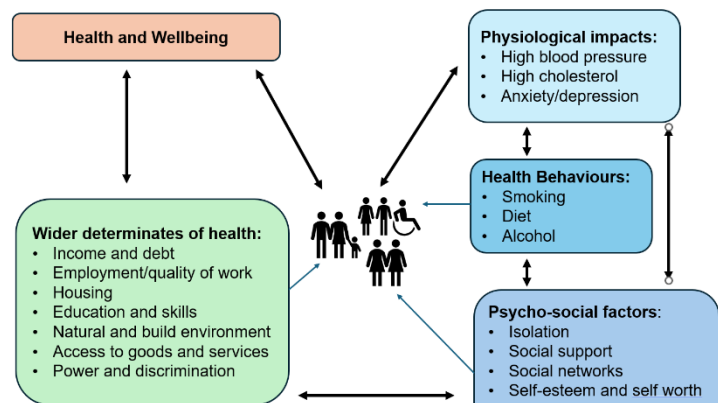 Health and Wellbeing
Physiological impacts:
• High blood pressure
• High cholesterol
• Anxiety/depression
Health Behaviours:
• Smoking
• Diet
• Alcohol
Wider determinates of health:
• Income and debt
• Employment/quality of work
• Housing
• Education and skills
• Natural and build environment
• Access to goods and services
• Power and discrimination
Psycho-social factors:
• Isolation
• Social support
• Social networks
• Self-esteem and self worth